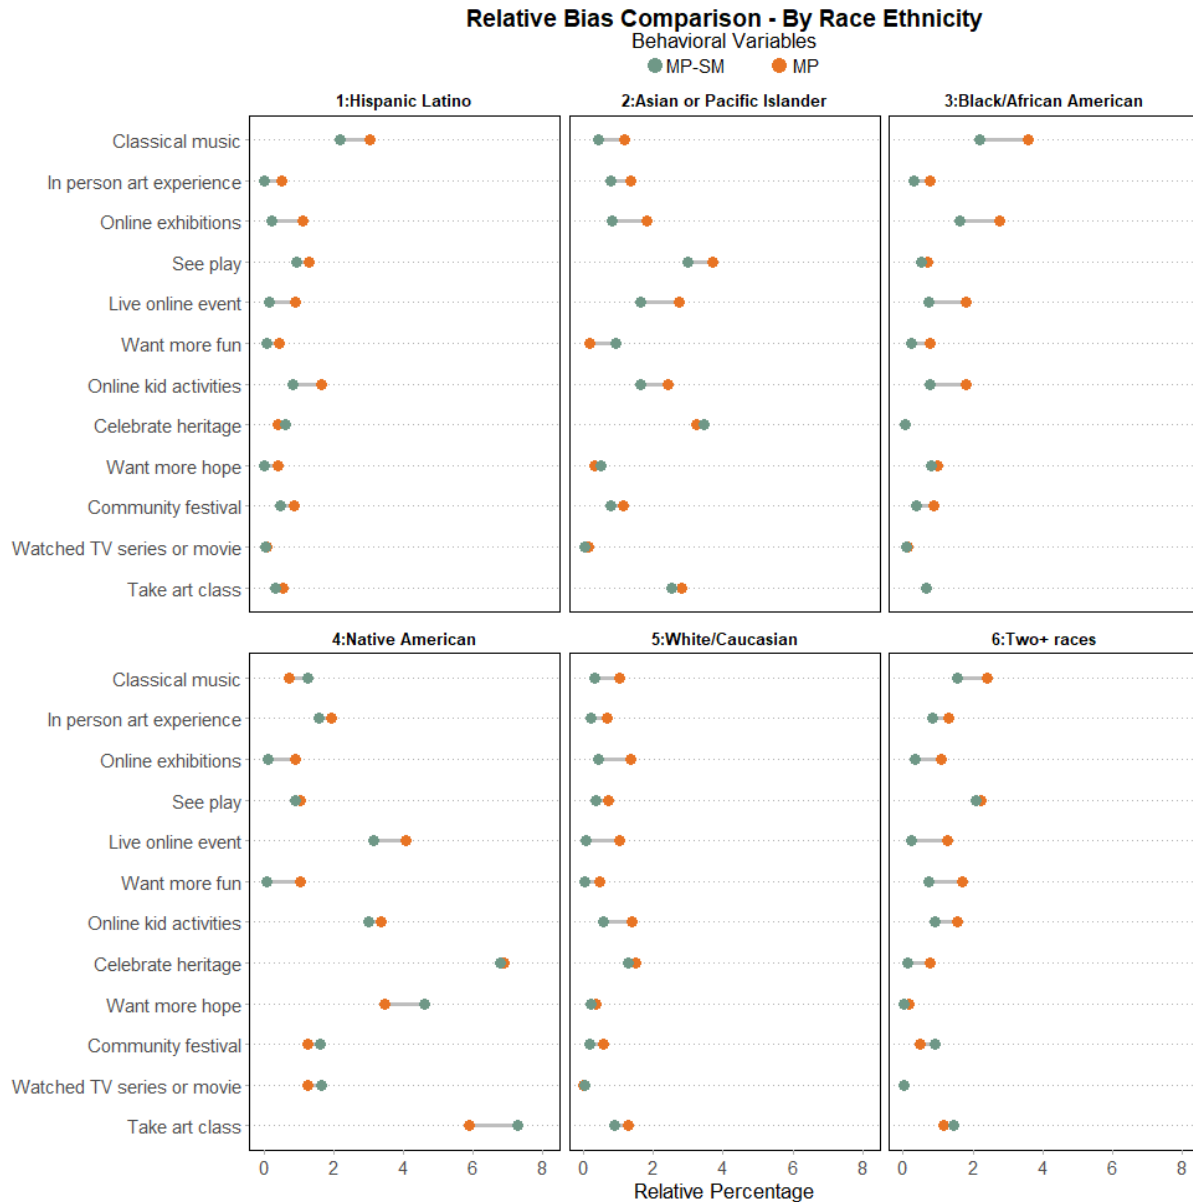 Relative Bias Comparison - By Race Ethnicity
Behavioral Variables
MP-SM MP
1:Hispanic Latino 2:Asian or Pacific Islander 3:Black/African American
Classical music
In person art experience
Online exhibitions
See play
Live online event
Want more fun
Online kid activities
Celebrate heritage
Want more hope
Community festival
Watched TV series or movie
Take art class
4:Native American 5:White/Caucasian 6:Two+ races
Classical music
In person art experience
Online exhibitions
See play
Live online event
Want more fun
Online kid activities
Celebrate heritage
Want more hope
Community festival
Watched TV series or movie
Take art class
0 2 4 6 8 0 2 4 6 8 0 2 4 6 8
Relative Percentage